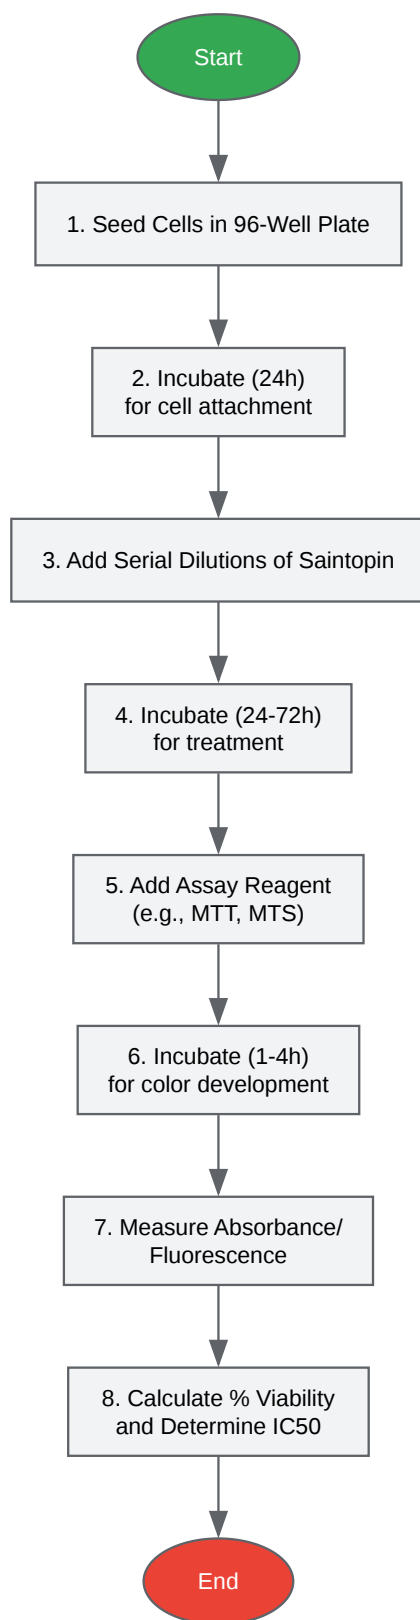 Start
1. Seed Cells in 96-Well Plate
2. Incubate (24h)
for cell attachment
3. Add Serial Dilutions of Saintopin
4. Incubate (24-72h)
for treatment
5. Add Assay Reagent
(e.g., MTT, MTS)
6. Incubate (1-4h)
for color development
7. Measure Absorbance/
Fluorescence
8. Calculate % Viability
and Determine IC50
End